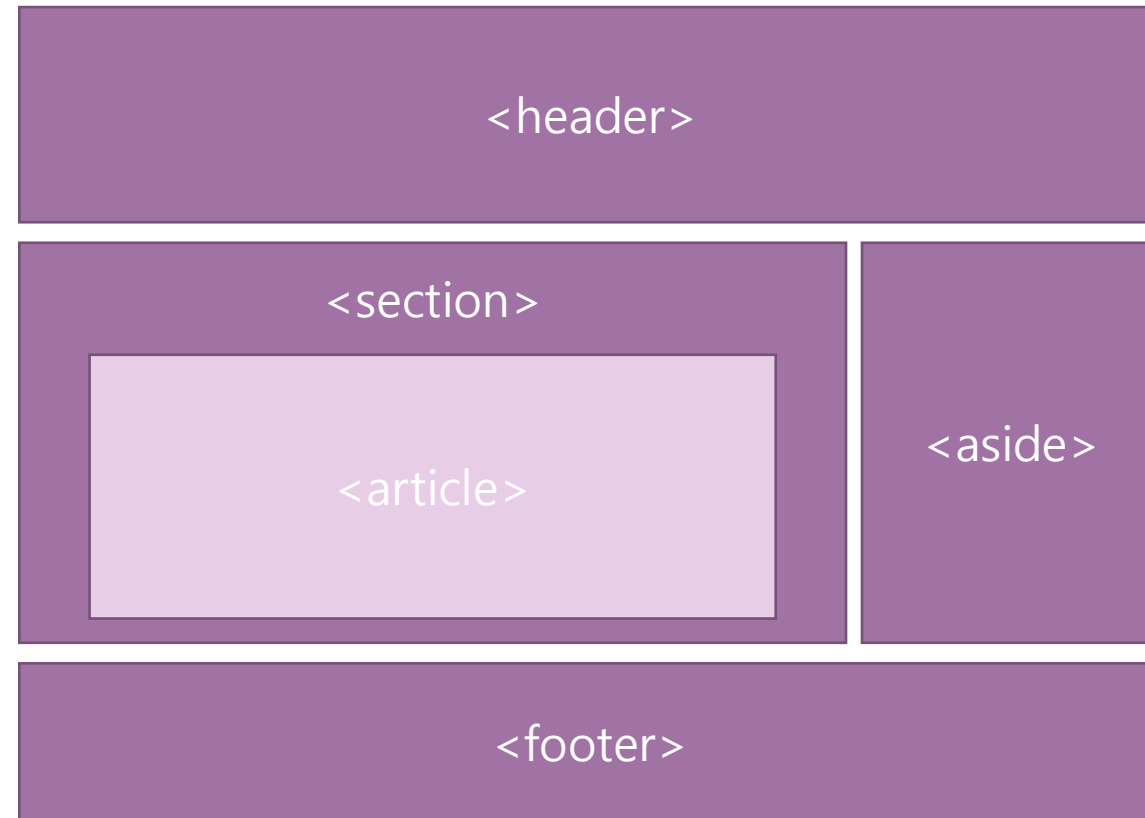 <header>
<section>
<article>
<aside>
<footer>